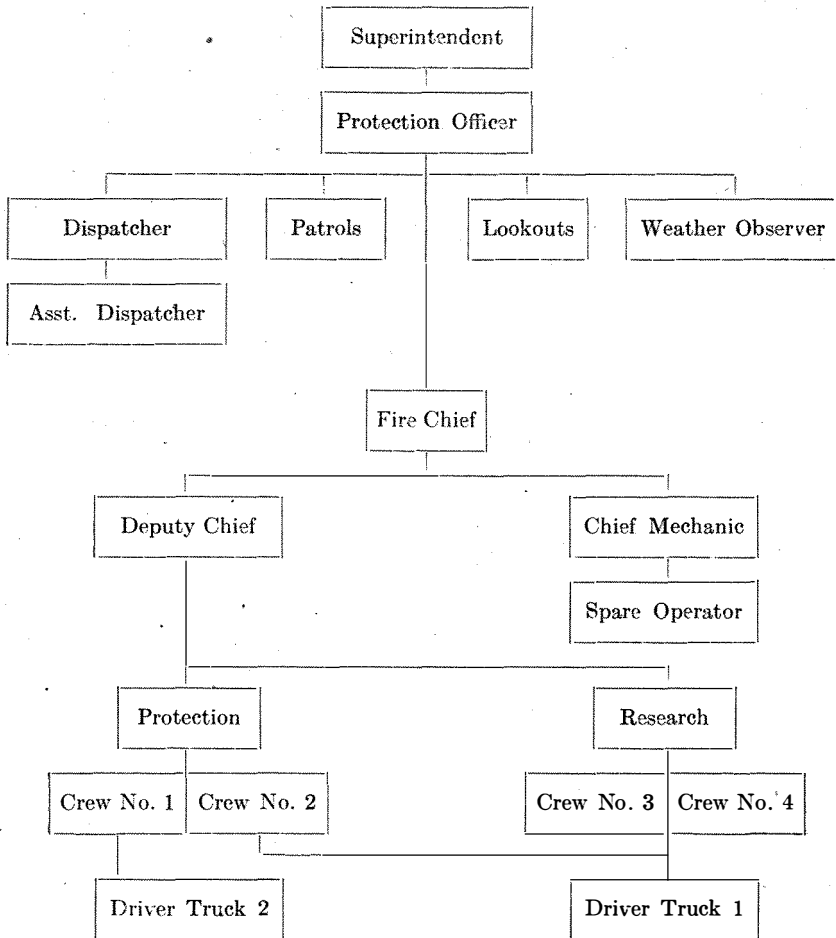 Superintendent
Protection Officer
Dispatcher
Patrols
Lookouts
Weather Observer
Asst. Dispatcher
Fire Chief
Deputy Chief
Chief Mechanic
Spare Operator
Protection
Research
Crew No. 1
Crew No. 2
Crew No. 3
Crew No. 4
Driver Truck 2
Driver Truck 1